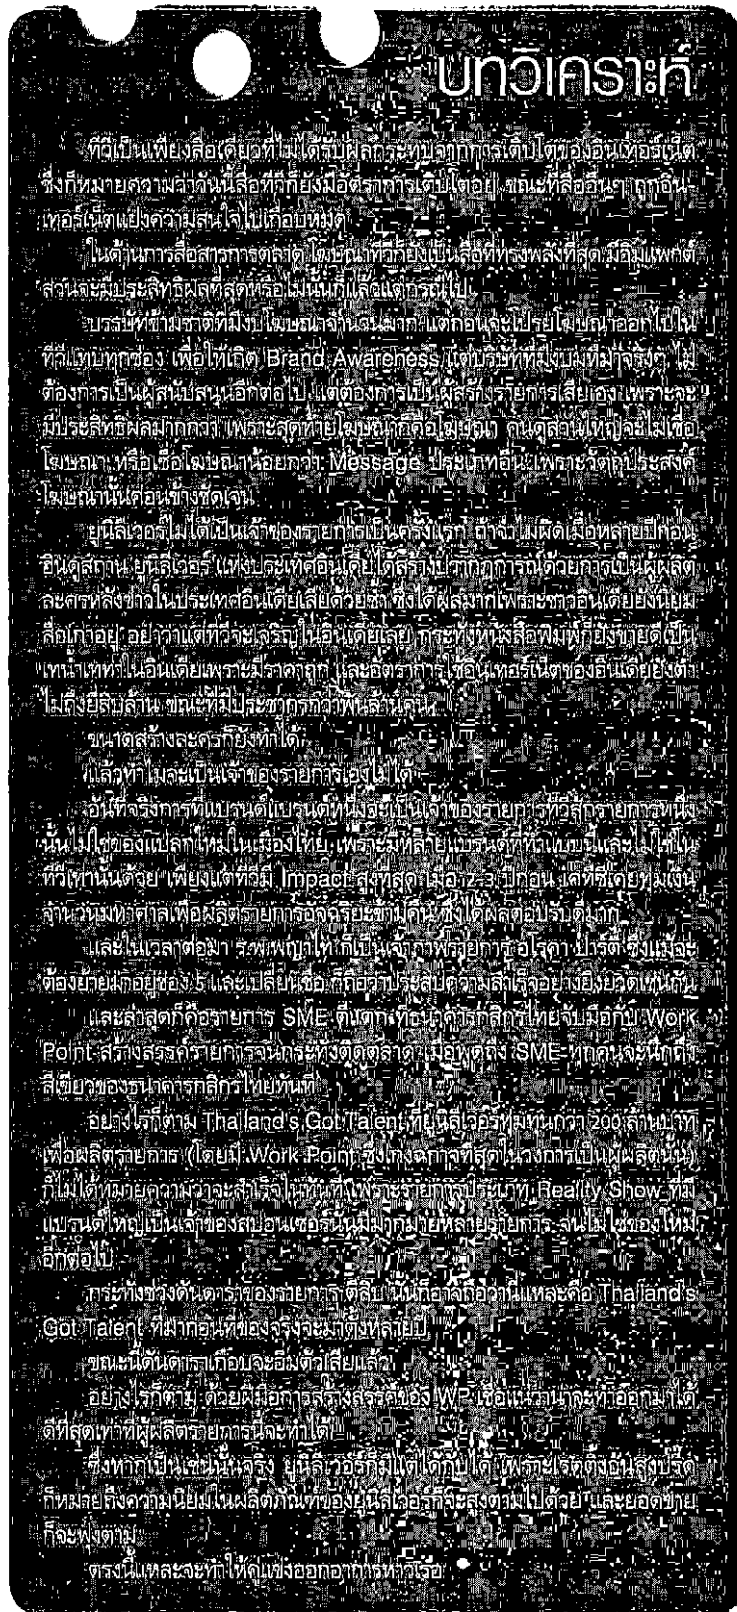 บทวิเคราะห์
ทีวีเป็นเพียงสื่อเดียวที่ไม่ได้รับผลกระทบจากการเติบโตของอินเทอร์เน็ต
ซึ่งก็หมายความว่าวันนี้สื่อทีวีก็ยังมีอัตราการเติบโตอยู่ ขณะที่สื่ออื่นๆ ถูกอิน-
เทอร์เน็ตแย่งความสนใจไปเกือบหมด
ในด้านการสื่อสารการตลาด โฆษณาทีวีก็ยังเป็นสื่อที่ทรงพลังที่สุด มีอิมแพกต์
ส่วนจะมีประสิทธิผลที่สุดหรือไม่นั้นก็แล้วแต่กรณีไป
บรรษัทข้ามชาติที่มีงบโฆษณาจำนวนมาก แต่ก่อนจะโปรยโฆษณาออกไปใน
ทีวีแทบทุกช่อง เพื่อให้เกิด Brand Awareness แต่บริษัทที่มีงบมหึมาจริงๆ ไม่
ต้องการเป็นผู้สนับสนุนอีกต่อไป แต่ต้องการเป็นผู้สร้างรายการเสียเอง เพราะจะ
มีประสิทธิผลมากกว่า เพราะสุดท้ายโฆษณาก็คือโฆษณา คนดูส่วนใหญ่จะไม่เชื่อ
โฆษณา หรือเชื่อโฆษณาน้อยกว่า Message ประเภทอื่น เพราะวัตถุประสงค์
โฆษณานั้นค่อนข้างชัดเจน
ยูนิลีเวอร์ไม่ได้เป็นเจ้าของรายการเป็นครั้งแรก ถ้าจำไม่ผิดเมื่อหลายปีก่อน
ฮินดูสถาน ยูนิลีเวอร์ แห่งประเทศอินเดียได้สร้างปรากฏการณ์ด้วยการเป็นผู้ผลิต
ละครหลังข่าวในประเทศอินเดียเสียด้วยซ้ำ ซึ่งได้ผลมากเพราะชาวอินเดียยังนิยม
สื่อเก่าอยู่ อย่าว่าแต่ทีวีจะเจริญในอินเดียเลย กระทั่งหนังสือพิมพ์ก็ยังขายดีเป็น
เทน้ำเทท่าในอินเดียเพราะมีราคาถูก และอัตราการใช้อินเทอร์เน็ตของอินเดียยังต่ำ
ไม่ถึงยี่สิบล้าน ขณะที่มีประชากรกว่าพันล้านคน
ขนาดสร้างละครก็ยังทำได้
แล้วทำไมจะเป็นเจ้าของรายการเองไม่ได้
อันที่จริงการที่แบรนด์แบรนด์หนึ่งจะเป็นเจ้าของรายการทีวีสักรายการหนึ่ง
นั้นไม่ใช่ของแปลกใหม่ในเมืองไทย เพราะมีหลายแบรนด์ที่ทำแบบนี้และไม่ใช่ใน
ทีวีเท่านั้นด้วย เพียงแต่ทีวีมี Impact สูงที่สุด เมื่อ 2-3 ปีก่อน เคทีซีเคยทุ่มเงิน
จำนวนมหาศาลเพื่อผลิตรายการอัจฉริยะข้ามคืน ซึ่งได้ผลตอบรับดีมาก
และในเวลาต่อมา ร.พ.พญาไท ก็เป็นเจ้าภาพรายการ อโรคา ปาร์ตี้ ซึ่งแม้จะ
ต้องย้ายมาอยู่ช่อง 5 และเปลี่ยนชื่อ ก็ถือว่าประสบความสำเร็จอย่างยิ่งยวดเช่นกัน
และล่าสุดก็คือรายการ SME ตีแตก ที่ธนาคารกสิกรไทยจับมือกับ Work
Point สร้างสรรค์รายการจนกระทั่งติดตลาด เมื่อพูดถึง SME ทุกคนจะนึกถึง
สีเขียวของธนาคารกสิกรไทยทันที
อย่างไรก็ตาม Thailand's Got Talent ที่ยูนิลีเวอร์ทุ่มทุนกว่า 200 ล้านบาท
เพื่อผลิตรายการ (โดยมี Work Point ซึ่งเก่งฉกาจที่สุดในวงการเป็นผู้ผลิตนั้น)
ก็ไม่ได้หมายความว่าจะสำเร็จในทันที เพราะรายการประเภท Reality Show ที่มี
แบรนด์ใหญ่เป็นเจ้าของสปอนเซอร์นั้นมีมากมายหลายรายการ จนไม่ใช่ของใหม่
อีกต่อไป
กระทั่งช่วงดันดาราของรายการตีสิบ นั้นก็อาจถือว่านี่แหละคือ Thailand's
Got Talent ที่มาก่อนที่ของจริงจะมาตั้งหลายปี
ขณะนี้ดันดาราเกือบจะอิ่มตัวเสียแล้ว
อย่างไรก็ตาม ด้วยฝีมือการสร้างสรรค์ของ WP เชื่อแน่ว่าน่าจะทำออกมาได้
ดีที่สุดเท่าที่ผู้ผลิตรายการนี้จะทำได้
ซึ่งหากเป็นเช่นนั้นจริง ยูนิลีเวอร์ก็มีแต่ได้กับได้ เพราะเรตติ้งอันสูงปรี๊ด
ก็หมายถึงความนิยมในผลิตภัณฑ์ของยูนิลีเวอร์ก็จะสูงตามไปด้วย และยอดขาย
ก็จะพุ่งตาม
ตรงนี้แหละจะทำให้คู่แข่งออกอาการหาวเรอ